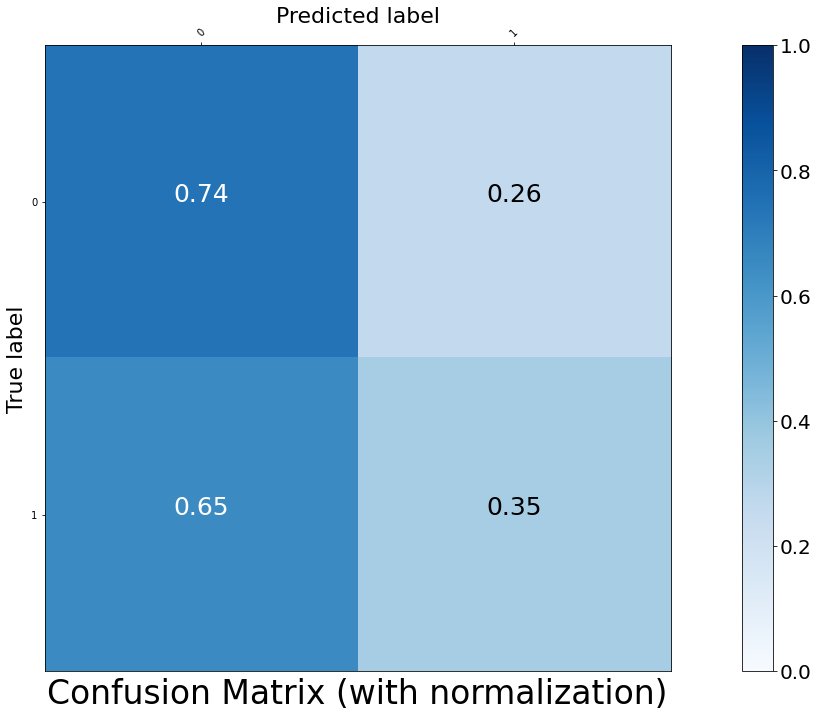 Predicted label
0 1
1.0
0 0.74 0.26
0.8
0.6
True label
0.4
1 0.65 0.35
0.2
0.0
Confusion Matrix (with normalization)